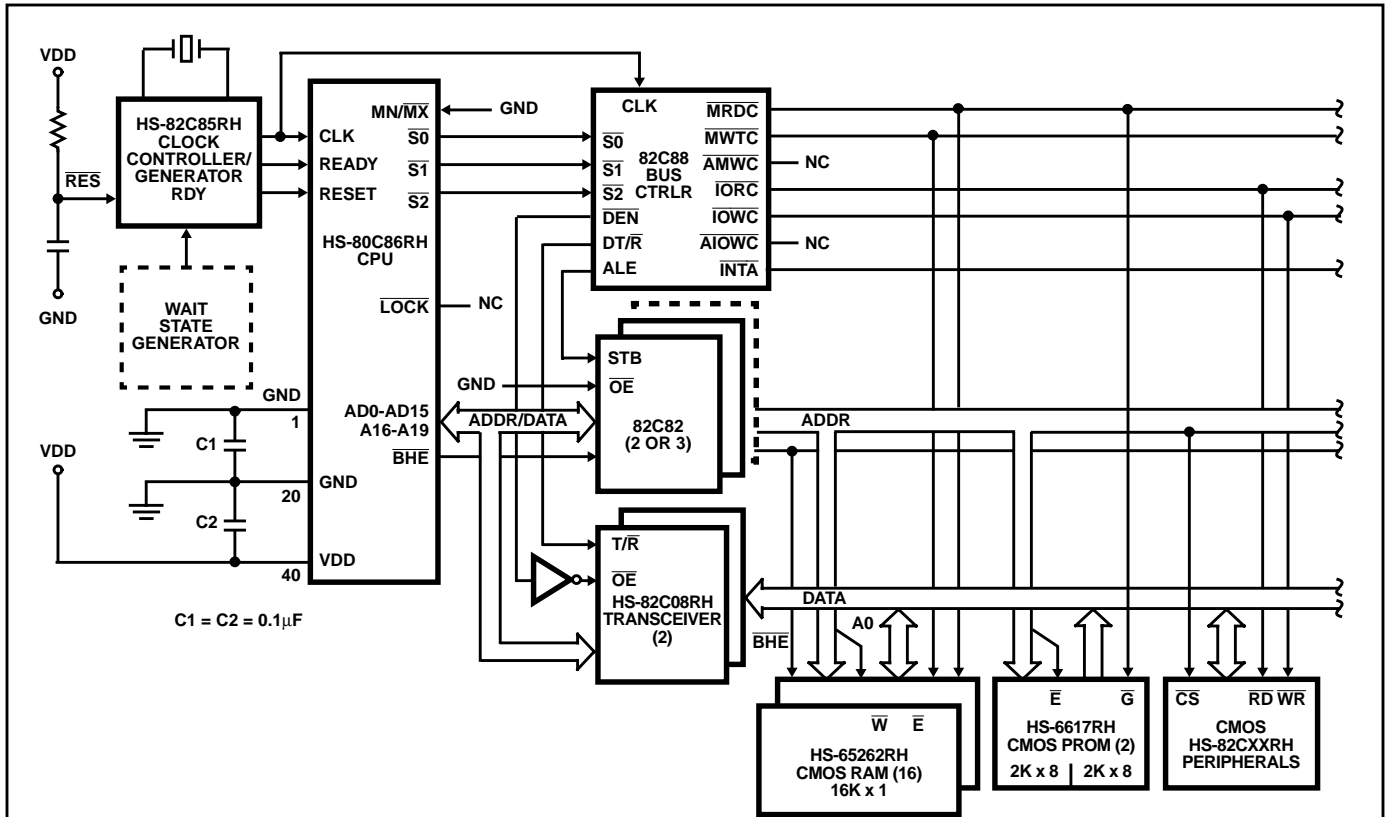 VDD
RES
GND
HS-82C85RH
CLOCK
CONTROLLER/
GENERATOR
RDY
WAIT
STATE
GENERATOR
GND
1
C1
VDD
20
C2
40
C1 = C2 = 0.1μF
CLK
READY
RESET
MN/MX
S0
S1
S2
HS-80C86RH
CPU
LOCK
AD0-AD15
A16-A19
BHE
GND
VDD
GND
NC
CLK
S0
S1
S2
DEN
DT/R
ALE
82C88
BUS
CTRLR
MRDC
MWTC
AMWC
IORC
IOWC
AIOWC
INTA
NC
NC
GND
ADDR/DATA
STB
OE
82C82
(2 OR 3)
ADDR
T/R
OE
HS-82C08RH
TRANSCEIVER
(2)
DATA
BHE
A0
W E
HS-65262RH
CMOS RAM (16)
16K x 1
E G
HS-6617RH
CMOS PROM (2)
2K x 8 2K x 8
CS RD WR
CMOS
HS-82CXXRH
PERIPHERALS